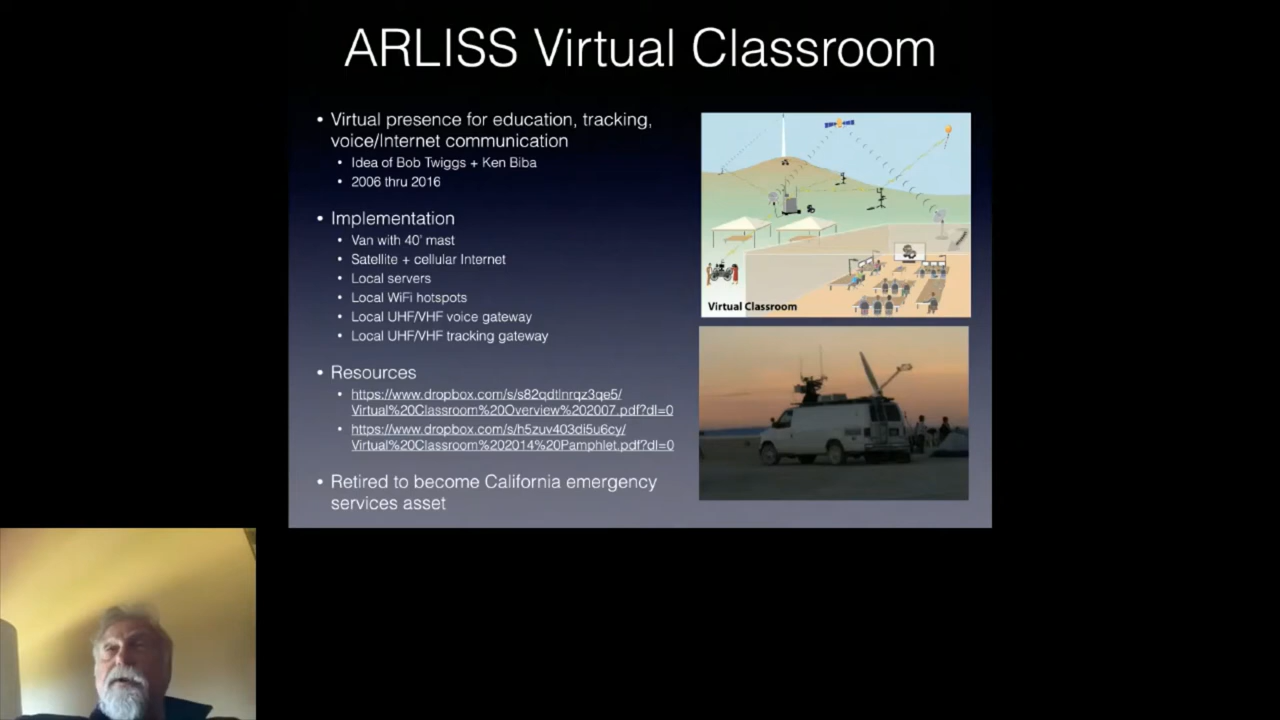 ARLISS Virtual Classroom
• Virtual presence for education, tracking,
voice/Internet communication
• Idea of Bob Twiggs + Ken Biba
• 2006 thru 2016
• Implementation
• Van with 40' mast
• Satellite + cellular Internet
• Local servers
• Local WiFi hotspots
• Local UHF/VHF voice gateway
• Local UHF/VHF tracking gateway
• Resources
• https://www.dropbox.com/s/s82qdtlnrqz3qe5/
Virtual%20Classroom%20Overview%202007.pdf?dl=0
• https://www.dropbox.com/s/h5zuv403di5u6cy/
Virtual%20Classroom%202014%20Pamphlet.pdf?dl=0
• Retired to become California emergency
services asset
Virtual Classroom